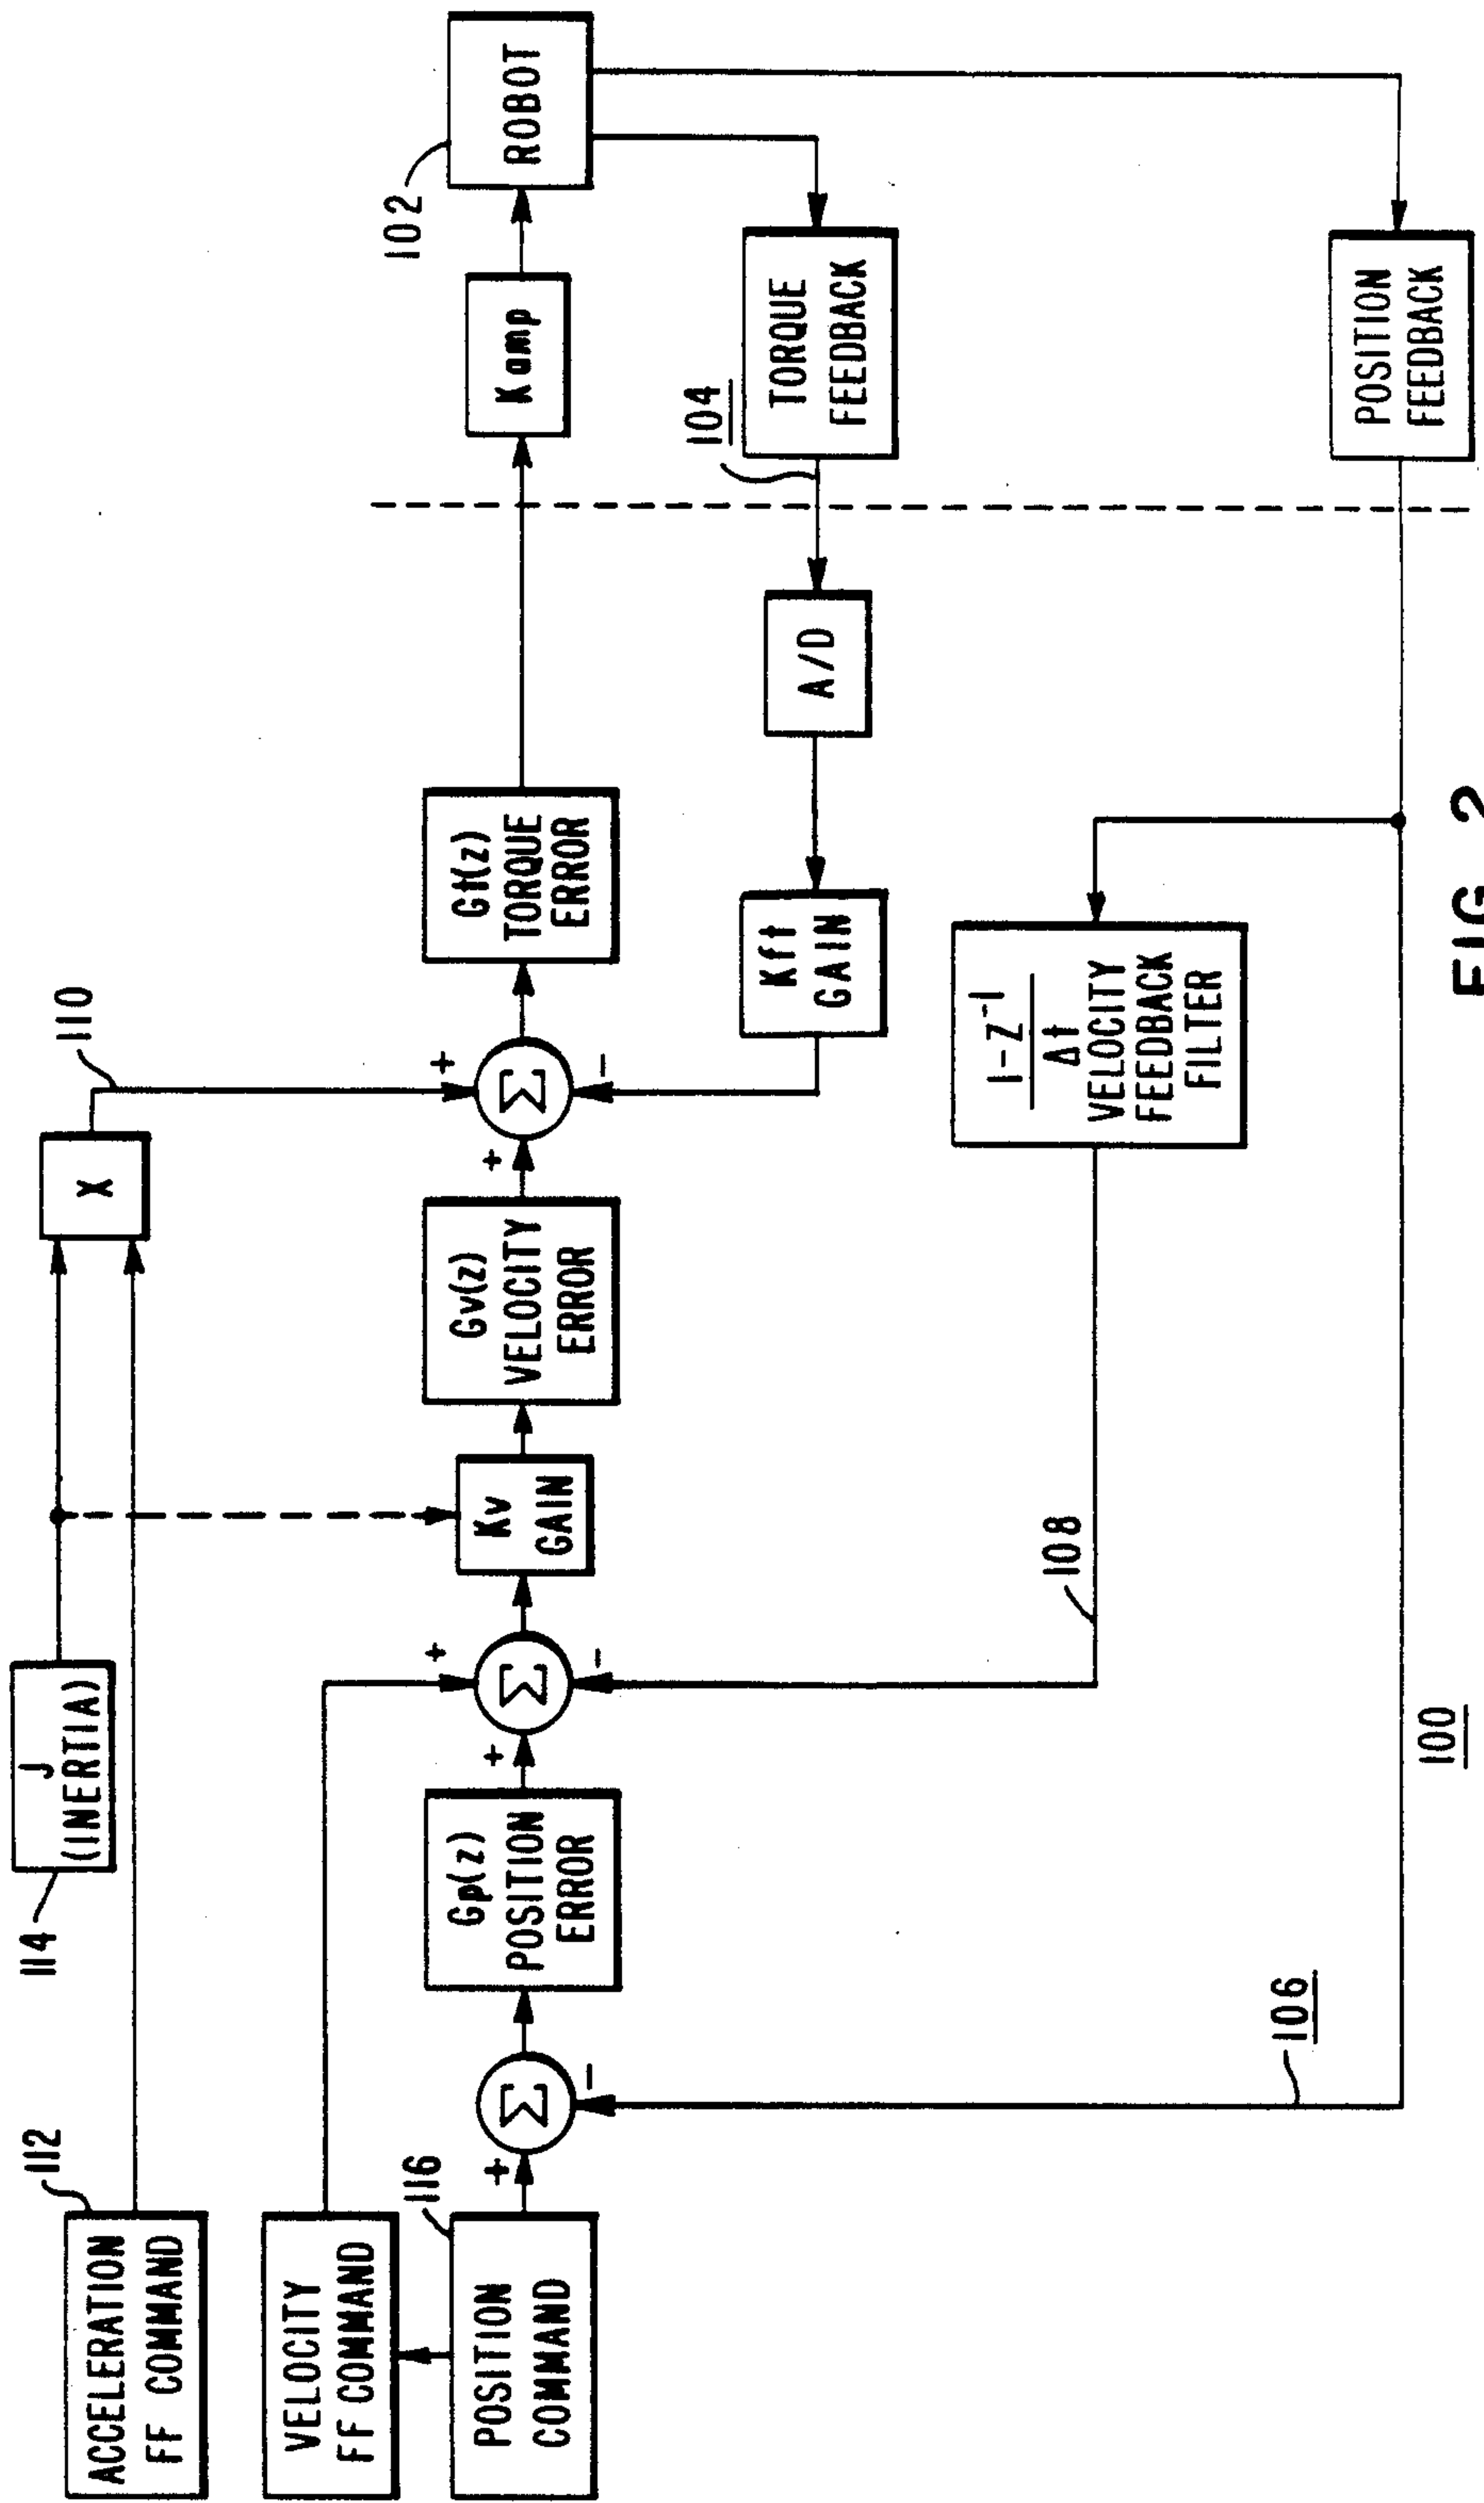 112
ACCELERATION
FF COMMAND
114
J
(INERTIA)
X
110
VELOCITY
FF COMMAND
116
POSITION
COMMAND
+
Σ
-
Gp(z)
POSITION
ERROR
+
+
Σ
-
Kv
GAIN
Gv(z)
VELOCITY
ERROR
+
+
Σ
-
Gt(z)
TORQUE
ERROR
K amp
102
ROBOT
104
TORQUE
FEEDBACK
A/D
Kft
GAIN
1-Z⁻¹
Δt
VELOCITY
FEEDBACK
FILTER
108
106
POSITION
FEEDBACK
100
FIG. 2